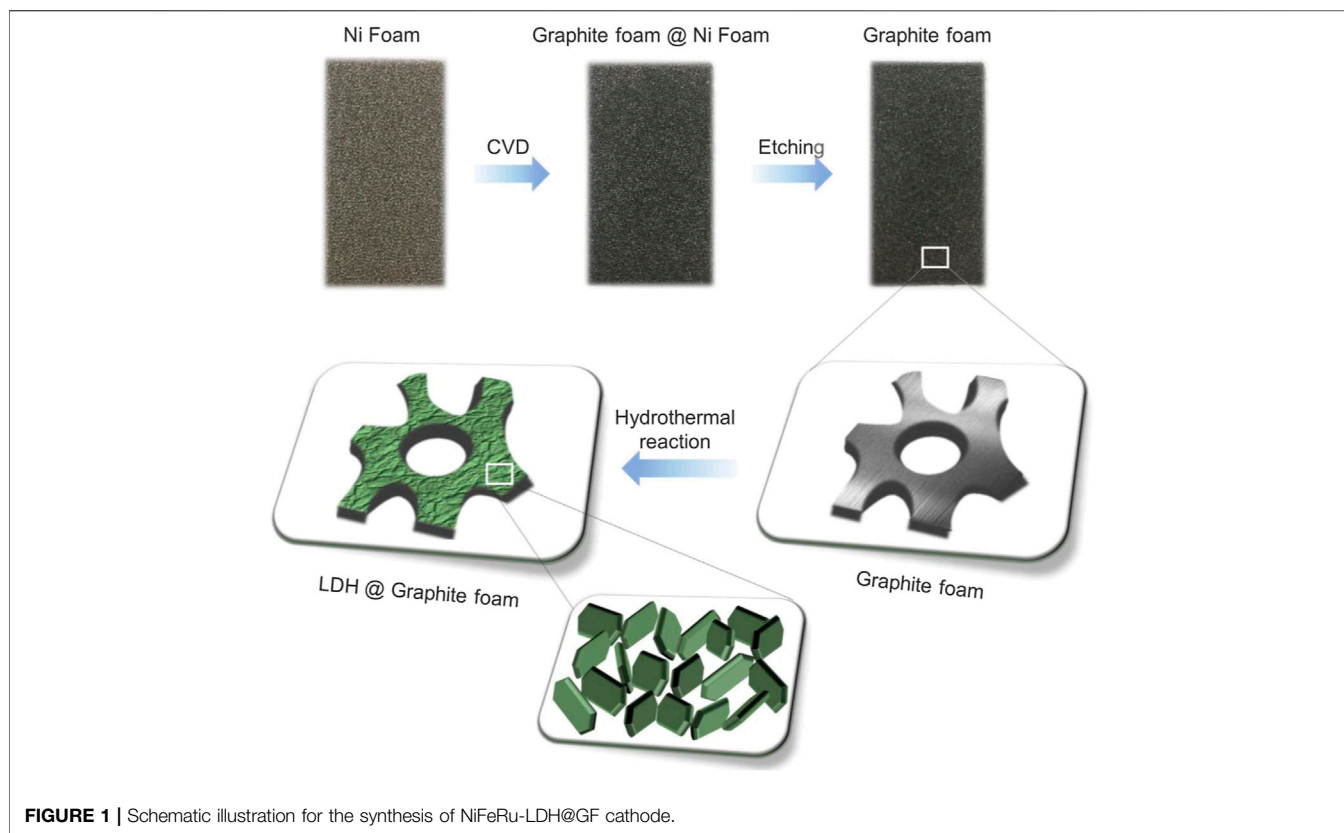 Ni Foam
Graphite foam @ Ni Foam
Graphite foam
CVD
Etching
Hydrothermal
reaction
LDH @ Graphite foam
Graphite foam
FIGURE 1 | Schematic illustration for the synthesis of NiFeRu-LDH@GF cathode.